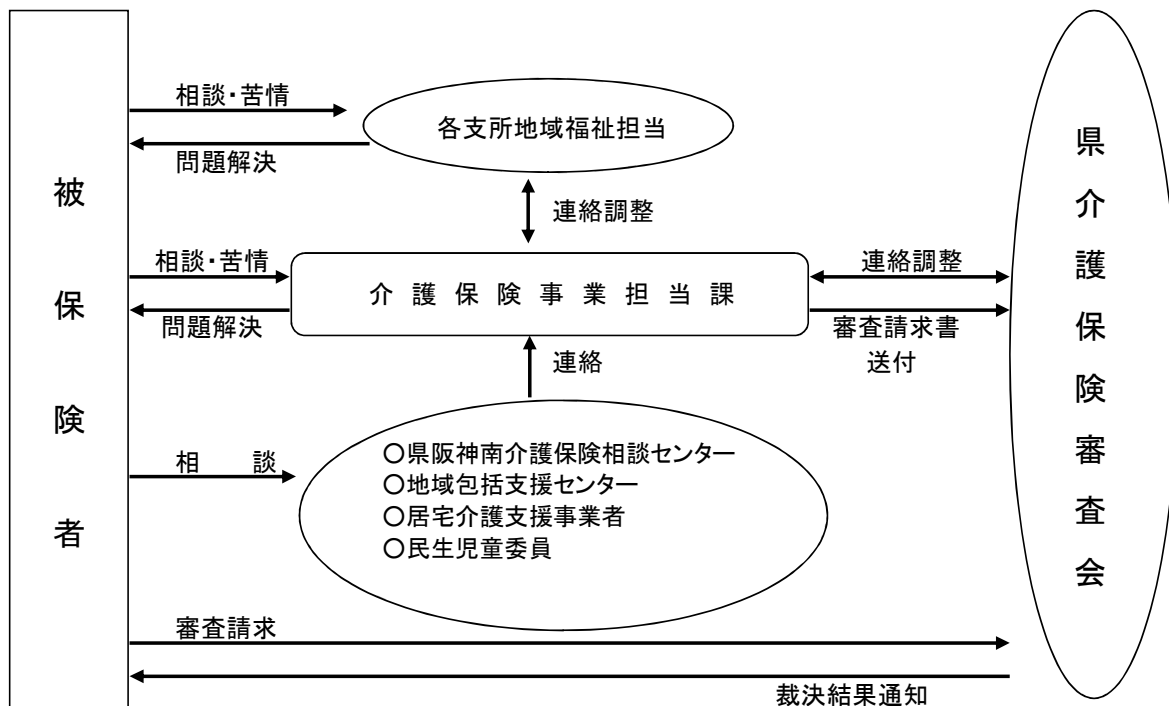 被保険者
相談・苦情
問題解決
各支所地域福祉担当
連絡調整
相談・苦情
問題解決
介護保険事業担当課
連絡調整
審査請求書
送付
連絡
相　　談
〇県阪神南介護保険相談センター
〇地域包括支援センター
〇居宅介護支援事業者
〇民生児童委員
審査請求
裁決結果通知
県介護保険審査会